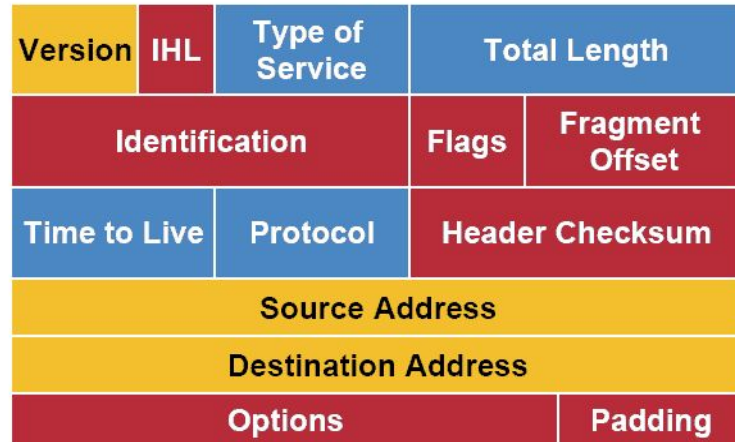 Version IHL Type of Service Total Length
Identification Flags Fragment Offset
Time to Live Protocol Header Checksum
Source Address
Destination Address
Options Padding